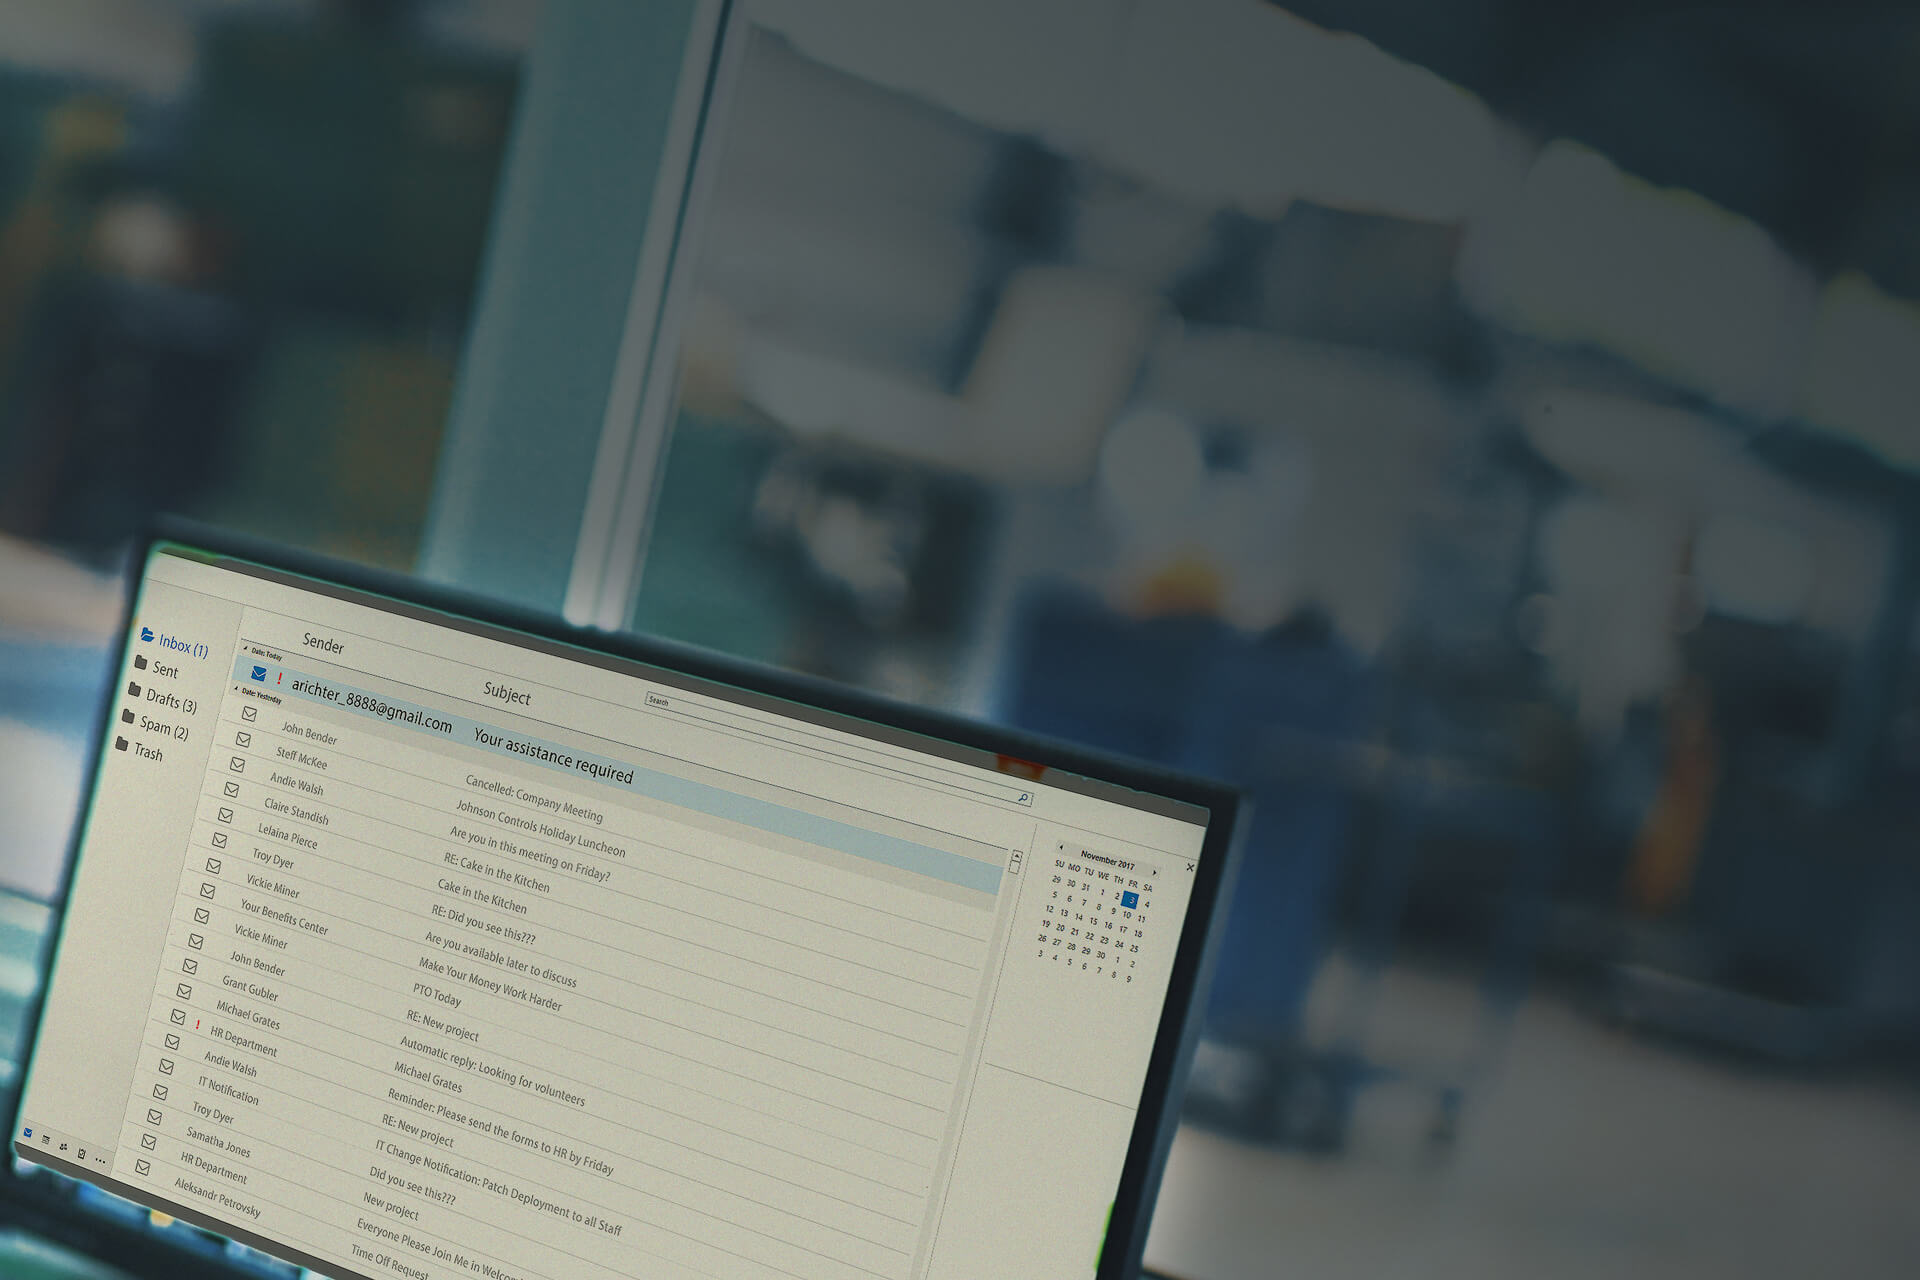 Inbox (1)
Sent
Drafts (3)
Spam (2)
Trash
Sender
Subject
Search
Date: Today
! arichter_8888@gmail.com Your assistance required
Date: Yesterday
John Bender Cancelled: Company Meeting
Steff McKee Johnson Controls Holiday Luncheon
Andie Walsh Are you in this meeting on Friday?
Claire Standish RE: Cake in the Kitchen
Lelaina Pierce Cake in the Kitchen
Troy Dyer RE: Did you see this???
Vickie Miner Are you available later to discuss
Your Benefits Center Make Your Money Work Harder
Vickie Miner PTO Today
John Bender RE: New project
Grant Gubler Automatic reply: Looking for volunteers
Michael Grates Michael Grates
! HR Department Reminder: Please send the forms to HR by Friday
Andie Walsh RE: New project
IT Notification IT Change Notification: Patch Deployment to all Staff
Troy Dyer Did you see this???
Samatha Jones New project
HR Department Everyone Please Join Me in
Aleksandr Petrovsky Time Off Request
November 2017
SU MO TU WE TH FR SA
29 30 31 1 2 3 4
5 6 7 8 9 10 11
12 13 14 15 16 17 18
19 20 21 22 23 24 25
26 27 28 29 30 1 2
3 4 5 6 7 8 9